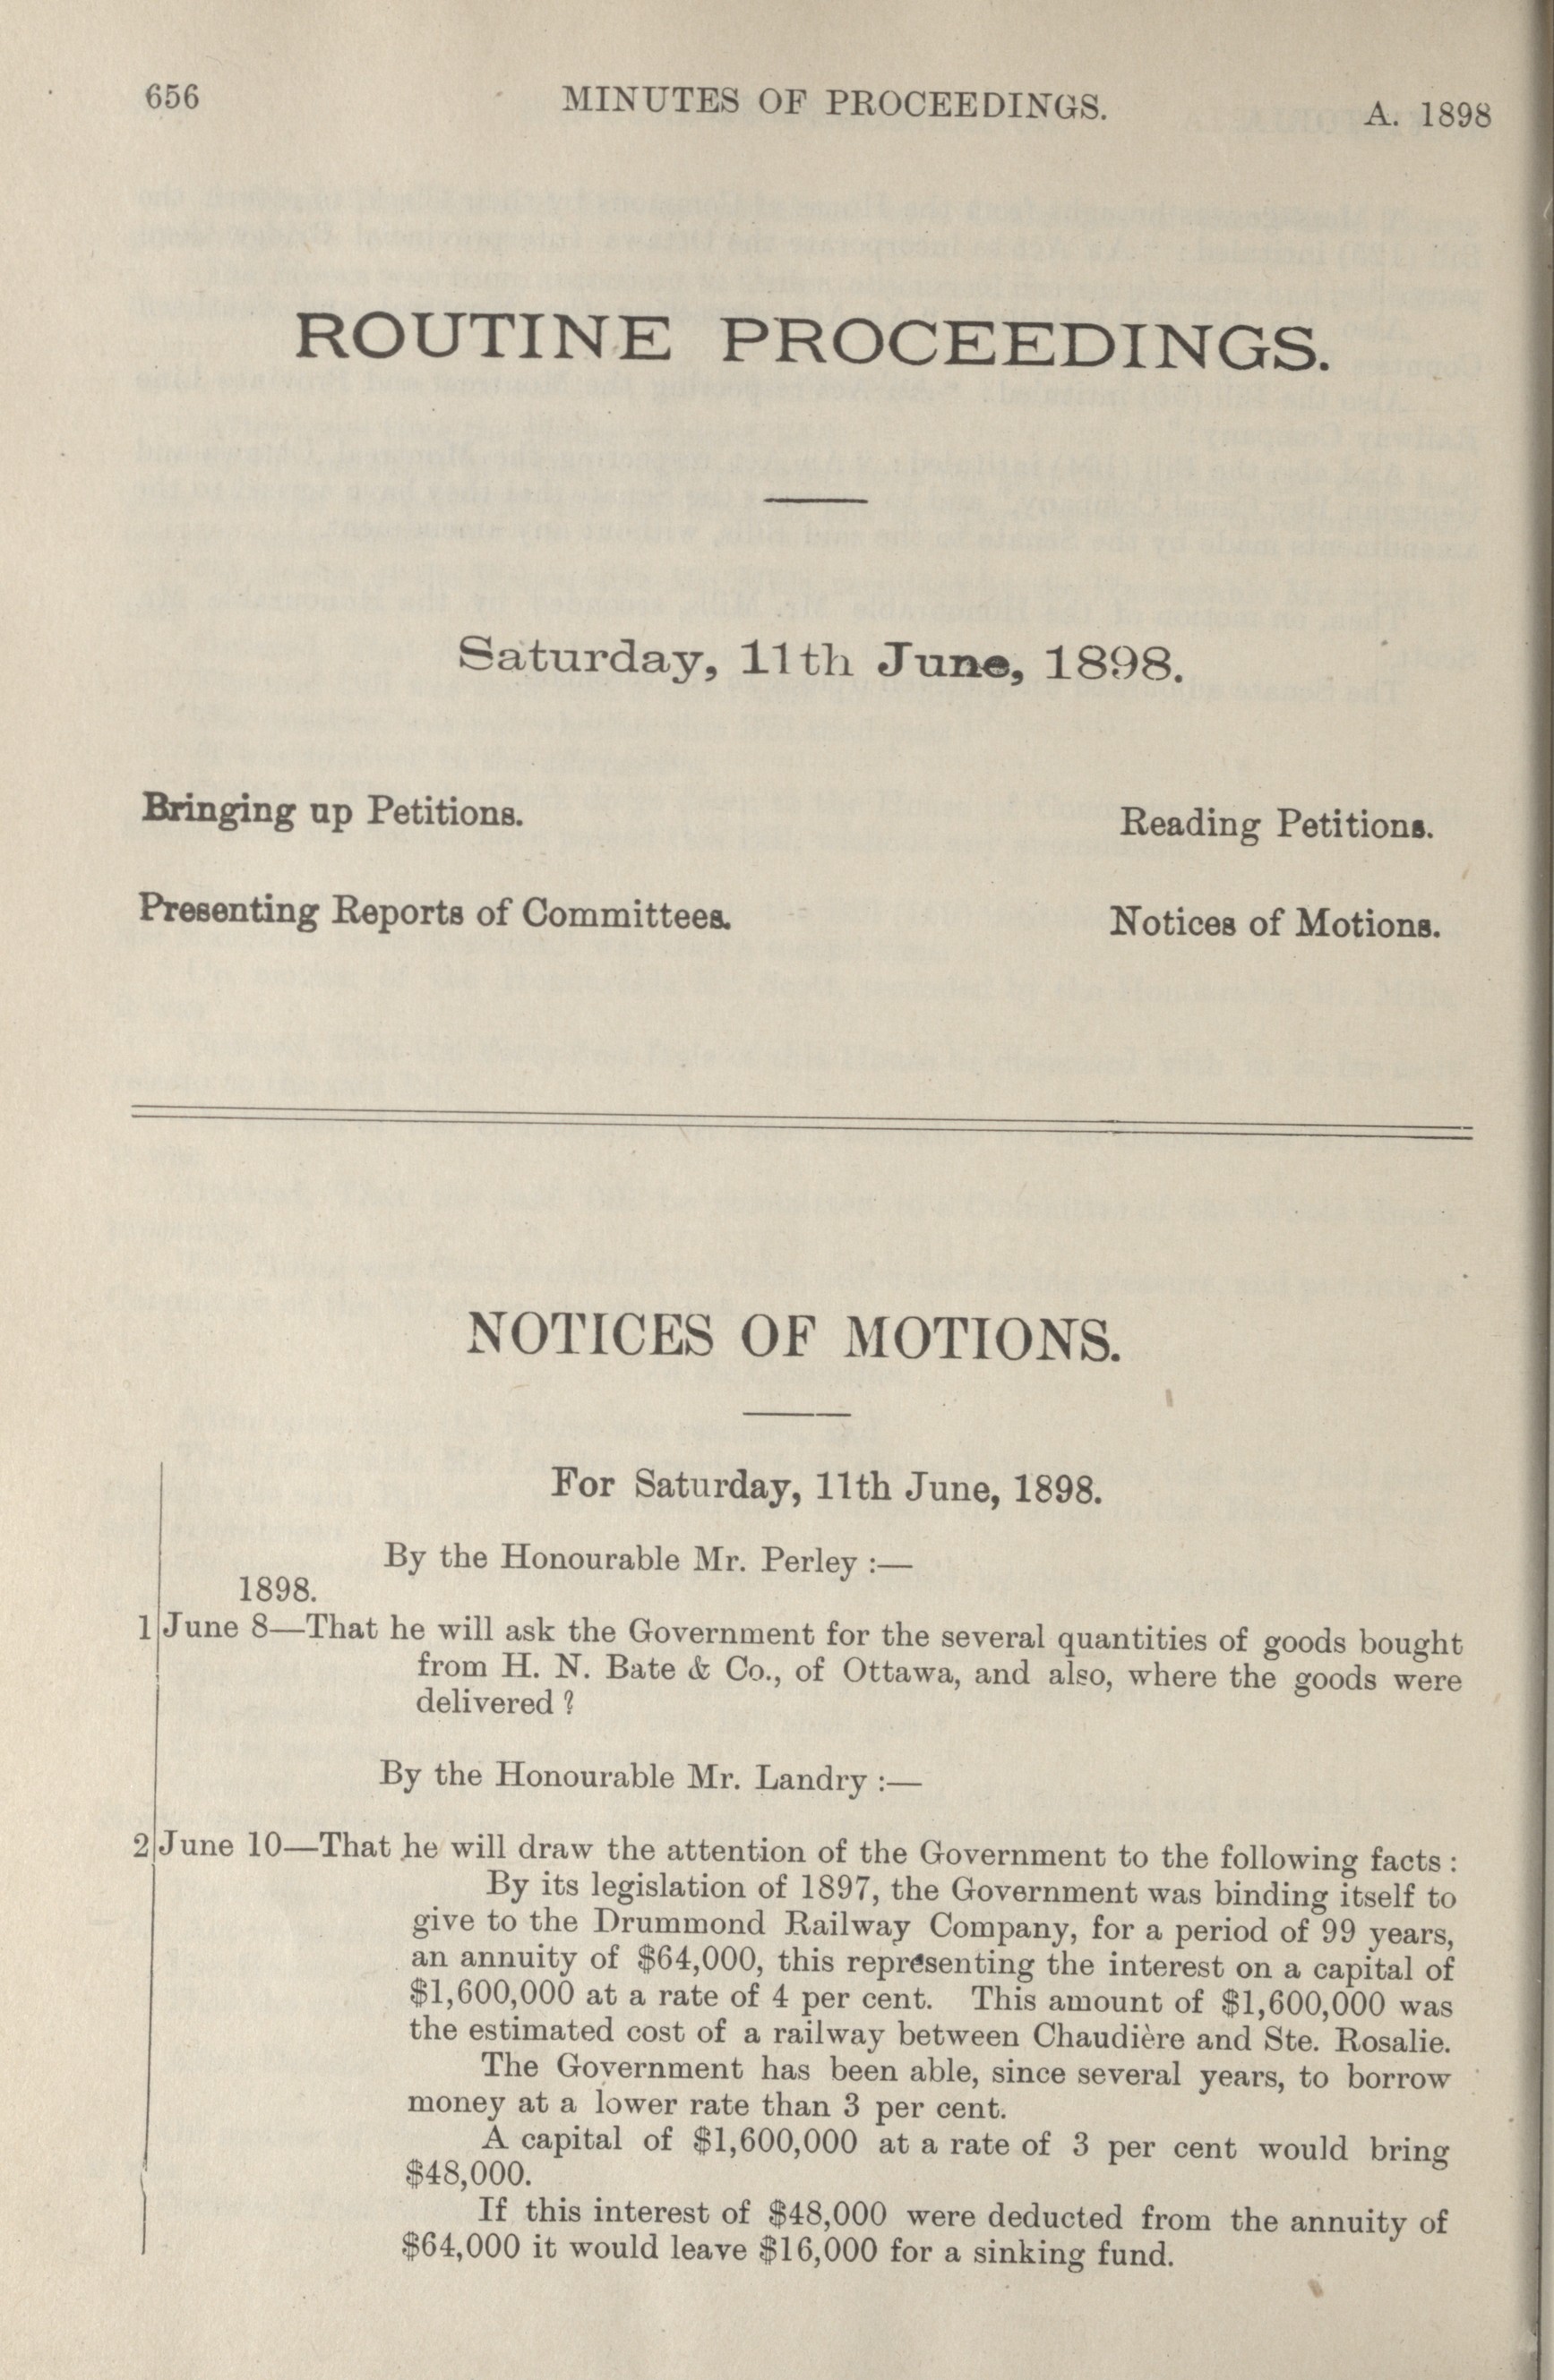 656
MINUTES OF PROCEEDINGS.
A. 1898
ROUTINE PROCEEDINGS.
Saturday, 11th June, 1898.
Bringing up Petitions.
Reading Petitions.
Presenting Reports of Committees.
Notices of Motions.
NOTICES OF MOTIONS.
For Saturday, 11th June, 1898.
By the Honourable Mr. Perley :—
1898.
1 June 8—That he will ask the Government for the several quantities of goods bought
from H. N. Bate & Co., of Ottawa, and also, where the goods were
delivered ?
By the Honourable Mr. Landry :—
2 June 10—That he will draw the attention of the Government to the following facts :
By its legislation of 1897, the Government was binding itself to
give to the Drummond Railway Company, for a period of 99 years,
an annuity of $64,000, this representing the interest on a capital of
$1,600,000 at a rate of 4 per cent. This amount of $1,600,000 was
the estimated cost of a railway between Chaudière and Ste. Rosalie.
The Government has been able, since several years, to borrow
money at a lower rate than 3 per cent.
A capital of $1,600,000 at a rate of 3 per cent would bring
$48,000.
If this interest of $48,000 were deducted from the annuity of
$64,000 it would leave $16,000 for a sinking fund.